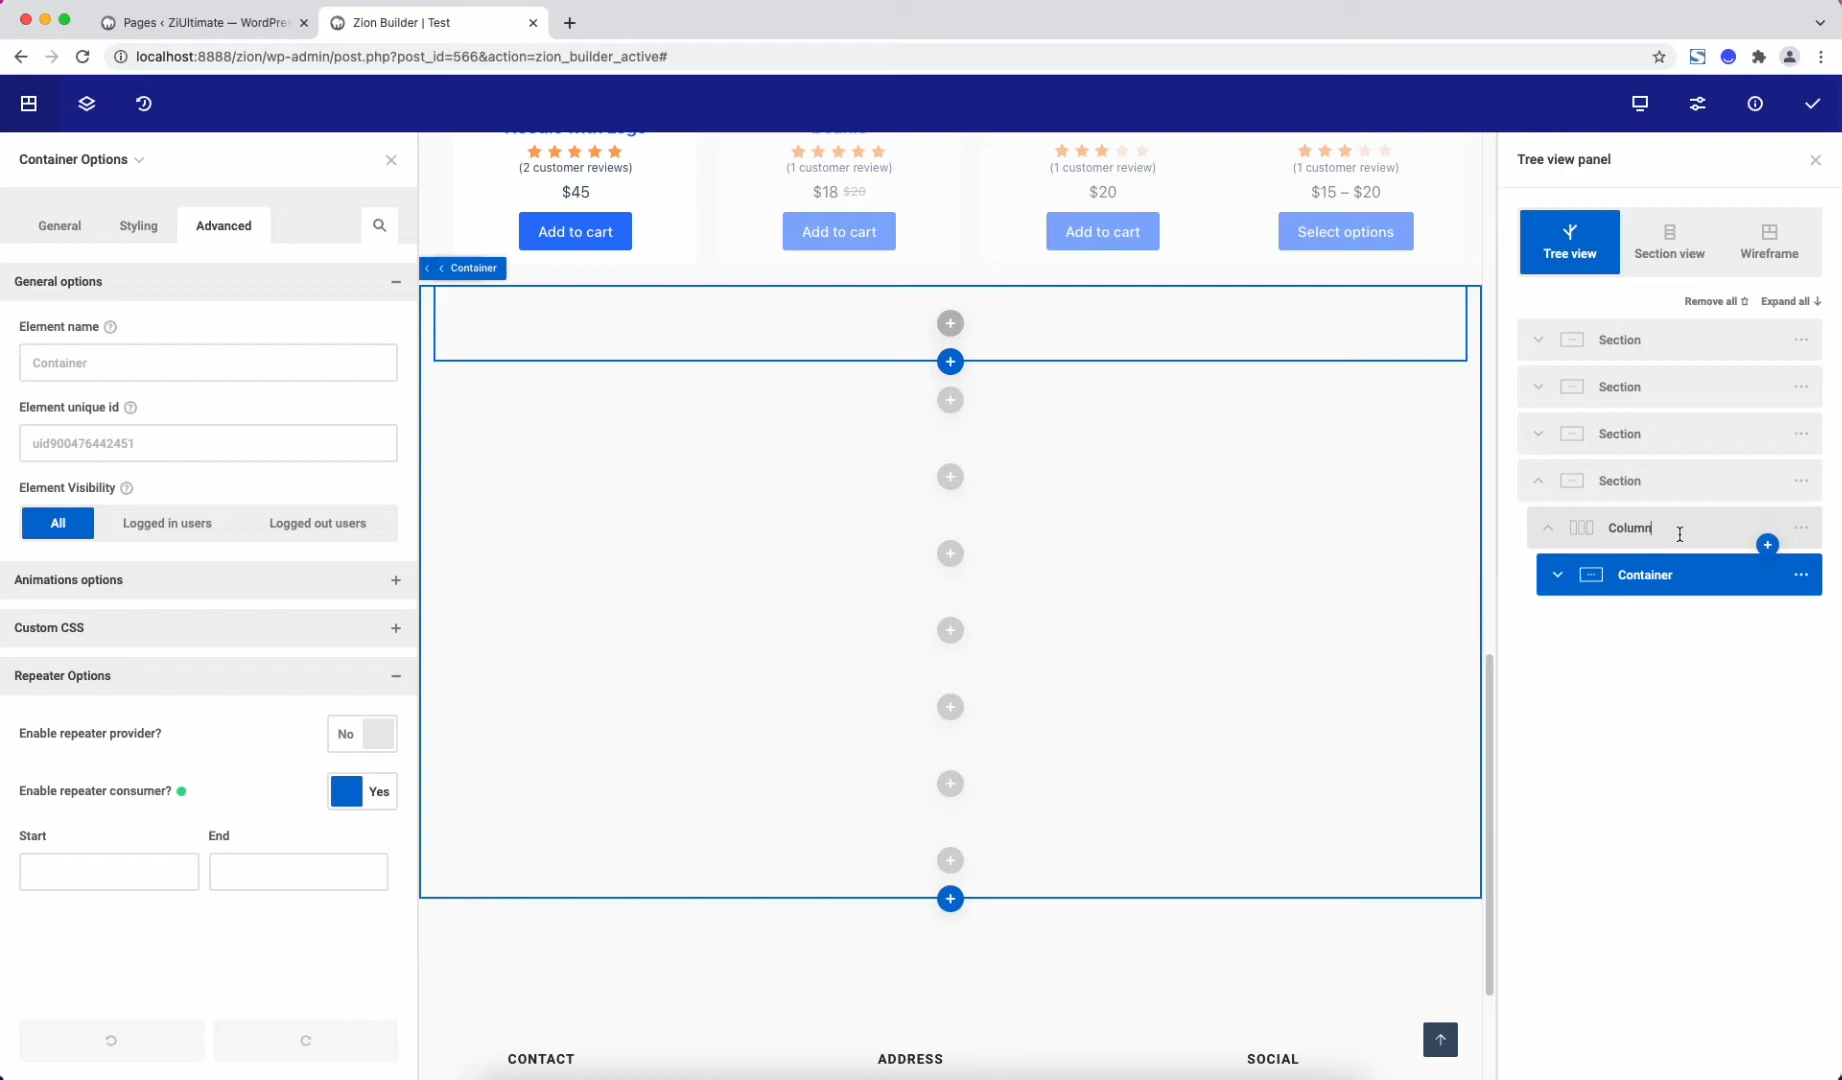 Pages < ZiUltimate — WordPre
Zion Builder | Test
localhost:8888/zion/wp-admin/post.php?post_id=566&action=zion_builder_active#
Container Options
General
Styling
Advanced
General options
Element name
Container
Element unique id
uid900476442451
Element Visibility
All
Logged in users
Logged out users
Animations options
Custom CSS
Repeater Options
Enable repeater provider?
No
Enable repeater consumer?
Yes
Start
End
(2 customer reviews)
$45
Add to cart
(1 customer review)
$18 $20
Add to cart
(1 customer review)
$20
Add to cart
(1 customer review)
$15 – $20
Select options
Container
CONTACT
ADDRESS
SOCIAL
Tree view panel
Tree view
Section view
Wireframe
Remove all
Expand all
Section
Section
Section
Section
Column
Container